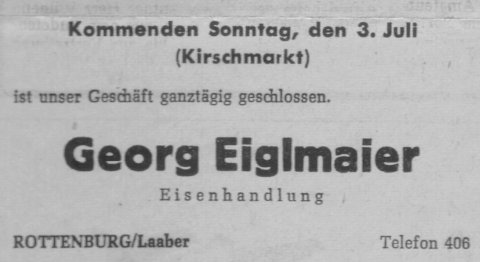 Kommenden Sonntag, den 3. Juli
(Kirschmarkt)
ist unser Geschäft ganztägig geschlossen.
Georg Eiglmaier
Eisenhandlung
ROTTENBURG/Laaber Telefon 406